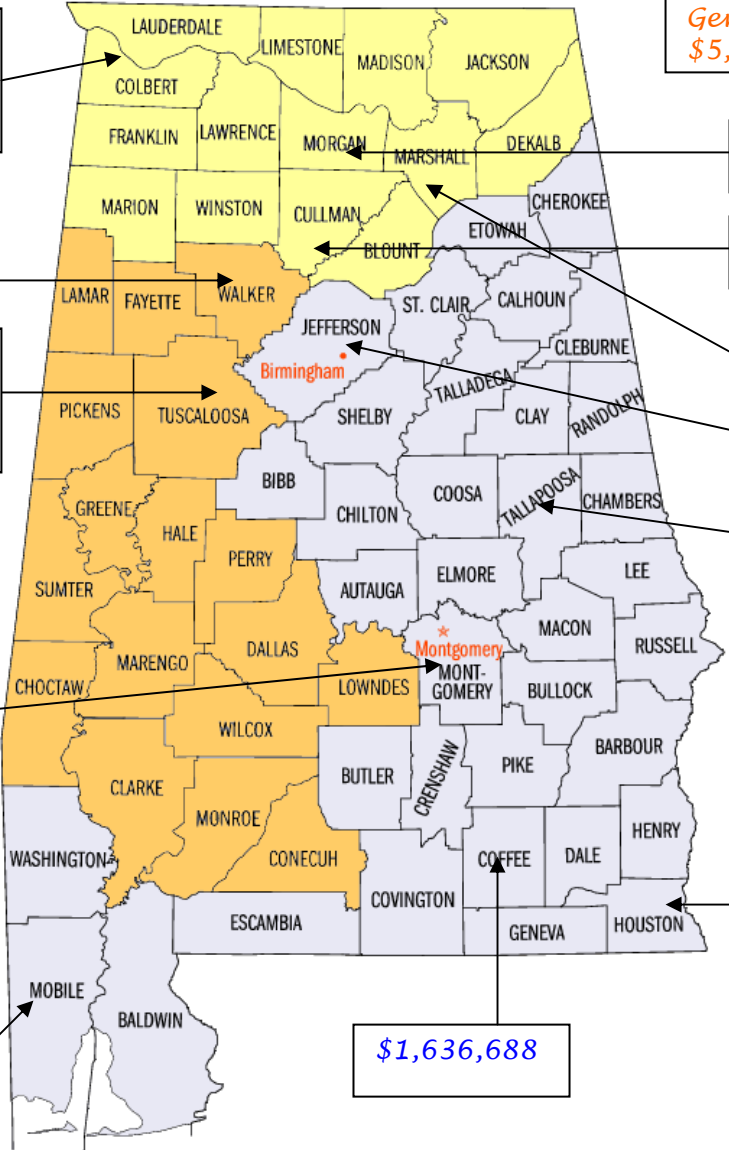 Gen
$5,
LAUDERDALE
LIMESTONE
MADISON
JACKSON
COLBERT
FRANKLIN
LAWRENCE
MORGAN
MARSHALL
DEKALB
MARION
WINSTON
CULLMAN
BLOUNT
CHEROKEE
ETOWAH
LAMAR
FAYETTE
WALKER
JEFFERSON
ST. CLAIR
CALHOUN
CLEBURNE
Birmingham
PICKENS
TUSCALOOSA
SHELBY
TALLADEGA
CLAY
RANDOLPH
BIBB
GREENE
HALE
PERRY
CHILTON
COOSA
TALLAPOOSA
CHAMBERS
SUMTER
AUTAUGA
ELMORE
LEE
CHOCTAW
MARENGO
DALLAS
LOWNDES
Montgomery
MONT-
GOMERY
MACON
RUSSELL
BULLOCK
WILCOX
CLARKE
MONROE
CONECUH
BUTLER
CRENSHAW
PIKE
BARBOUR
WASHINGTON
COFFEE
DALE
HENRY
ESCAMBIA
COVINGTON
GENEVA
HOUSTON
MOBILE
BALDWIN
$1,636,688